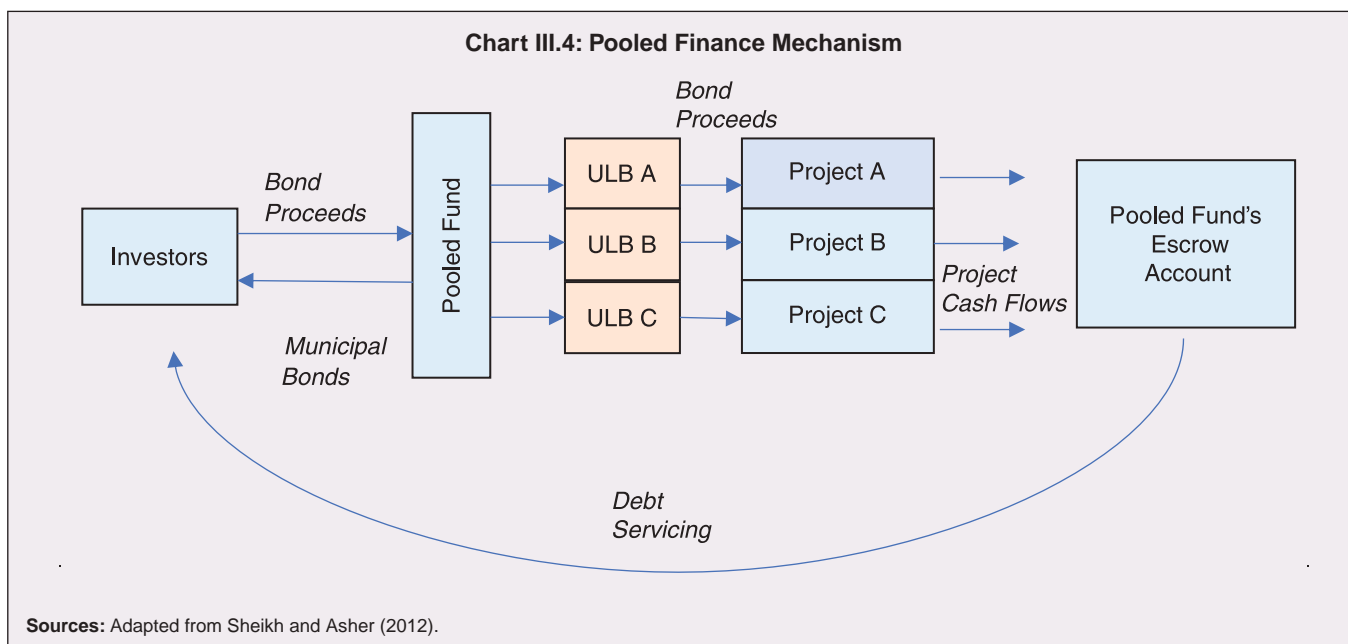 Chart III.4: Pooled Finance Mechanism
Bond
Proceeds
Bond
Proceeds
Investors
Municipal
Bonds
Pooled Fund
ULB A
ULB B
ULB C
Project A
Project B
Project C
Project
Cash Flows
Pooled Fund's
Escrow
Account
Debt
Servicing
Sources: Adapted from Sheikh and Asher (2012).